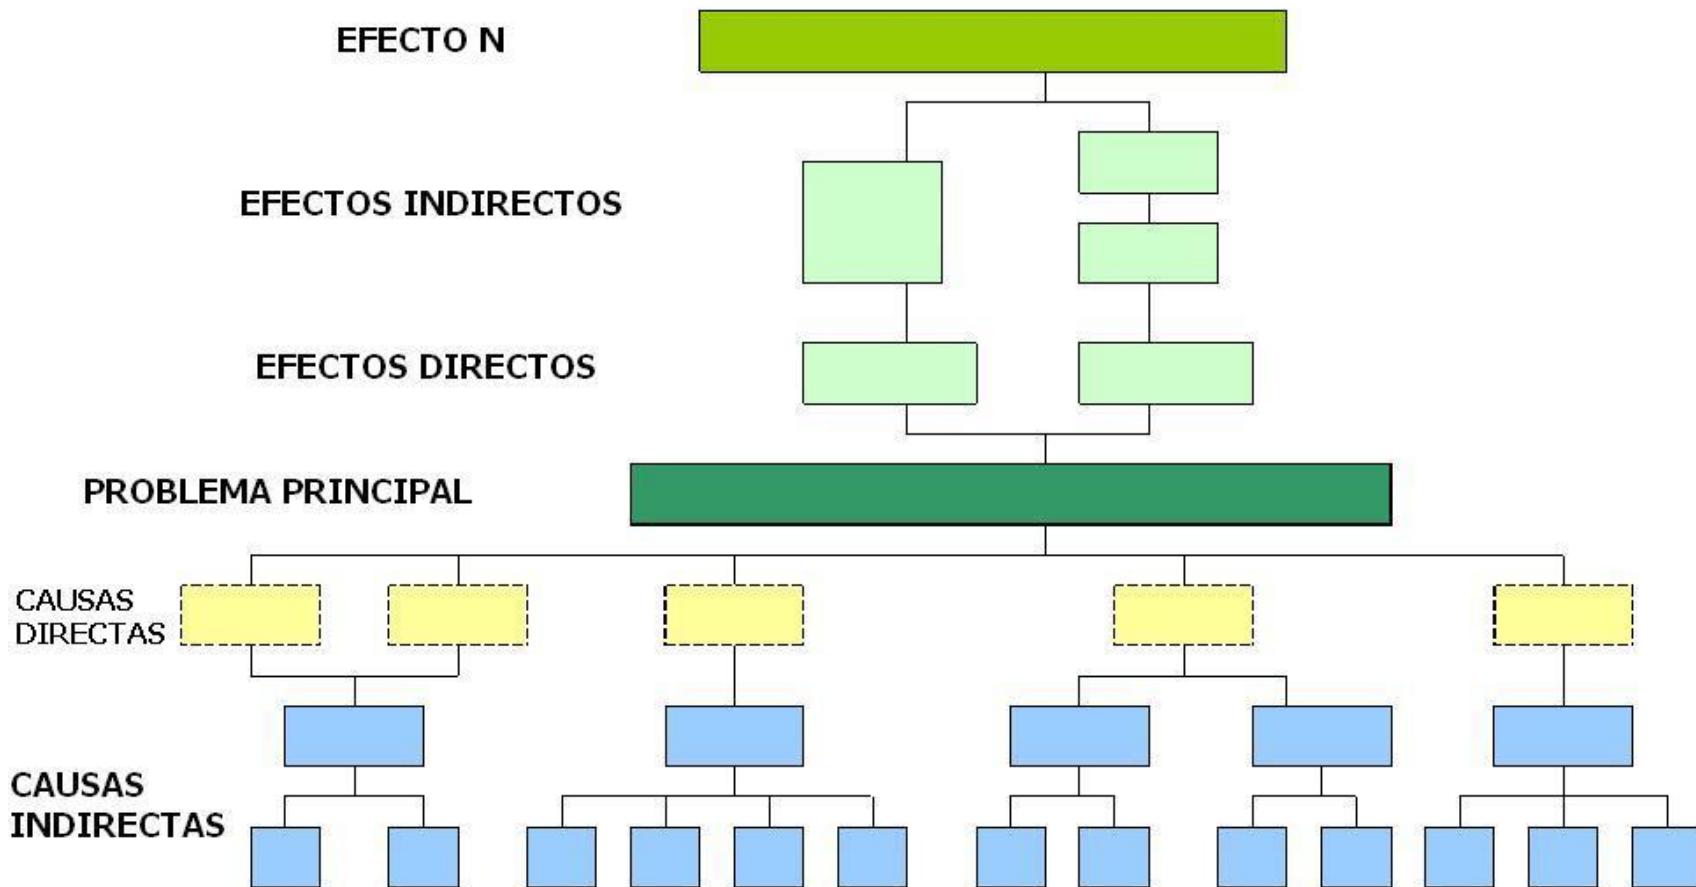 EFECTO N
EFECTOS INDIRECTOS
EFECTOS DIRECTOS
PROBLEMA PRINCIPAL
CAUSAS
DIRECTAS
CAUSAS
INDIRECTAS